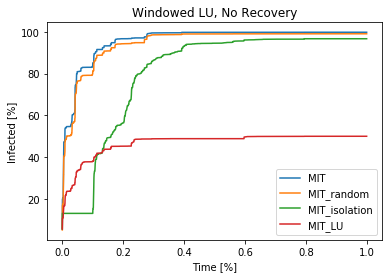 Windowed LU, No Recovery
Infected [%]
100
80
60
40
20
0.0
0.2
0.4
0.6
0.8
1.0
Time [%]
MIT
MIT_random
MIT_isolation
MIT_LU